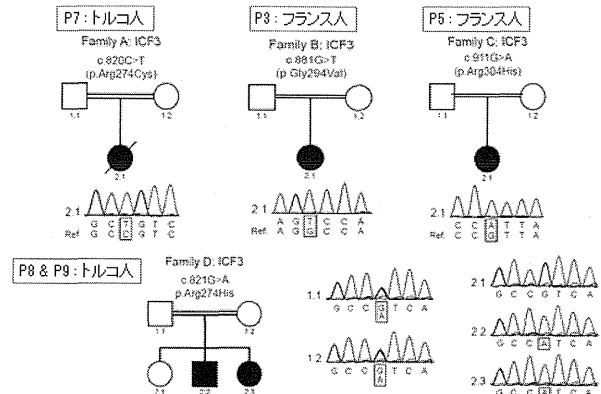 P7：トルコ人
Family A: ICF3
c.820C>T
(p.Arg274Cys)
1.1
1.2
2.1
2.1
G C T G T C
Ref. G C C G T C
P3：フランス人
Family B: ICF3
c.881G>T
(p.Gly294Val)
1.1
1.2
2.1
2.1
A G T C C A
Ref. A G G C C A
P5：フランス人
Family C: ICF3
c.911G>A
(p.Arg304His)
1.1
1.2
2.1
2.1
C C A T T A
Ref. C C G T T A
P8 & P9：トルコ人
Family D: ICF3
c.821G>A
p.Arg274His
1.1
1.2
2.1
2.2
2.3
1.1
G C C G T C A
A
1.2
G C C G T C A
A
2.1
G C C G T C A
2.2
G C C A T C A
2.3
G C C A T C A